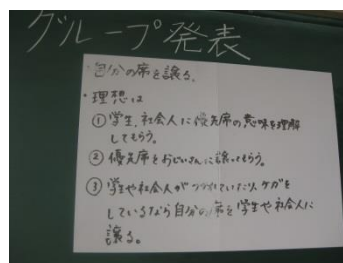 グループ発表
・自分の席を譲る。
・理想は
①学生、社会人に優先席の意味を理解
してもらう。
②優先席をおじいさんに譲ってもらう。
③学生や社会人がつかれていたり、ケガを
しているなら自分の席を学生や社会人に
譲る。